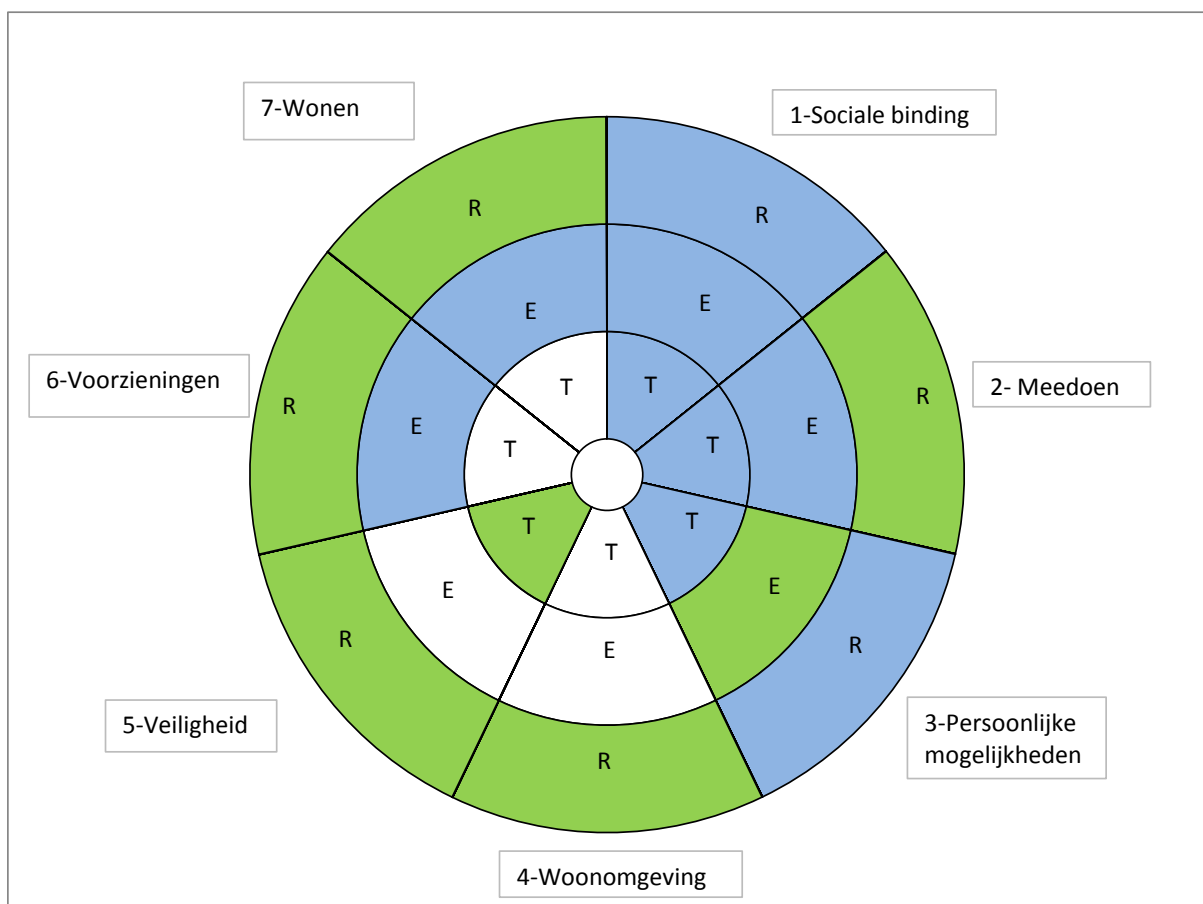 7-Wonen
1-Sociale binding
R
R
E
E
6-Voorzieningen
2- Meedoen
T
T
R
R
E
E
T
T
T
T
T
E
E
E
R
R
5-Veiligheid
3-Persoonlijke
mogelijkheden
R
4-Woonomgeving